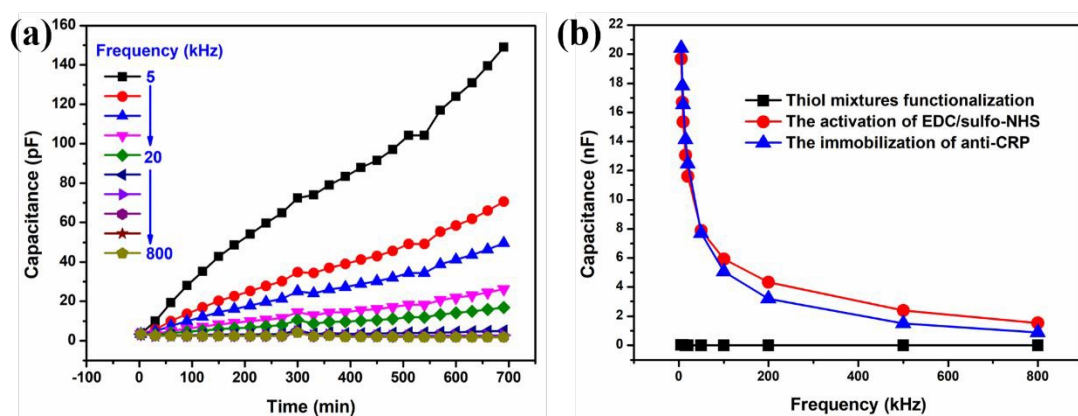 (a)
Frequency (kHz)
5
20
800
Capacitance (pF)
160
140
120
100
80
60
40
20
0
-100 0 100 200 300 400 500 600 700
Time (min)
(b)
Thiol mixtures functionalization
The activation of EDC/sulfo-NHS
The immobilization of anti-CRP
Capacitance (nF)
22
20
18
16
14
12
10
8
6
4
2
0
0 200 400 600 800
Frequency (kHz)